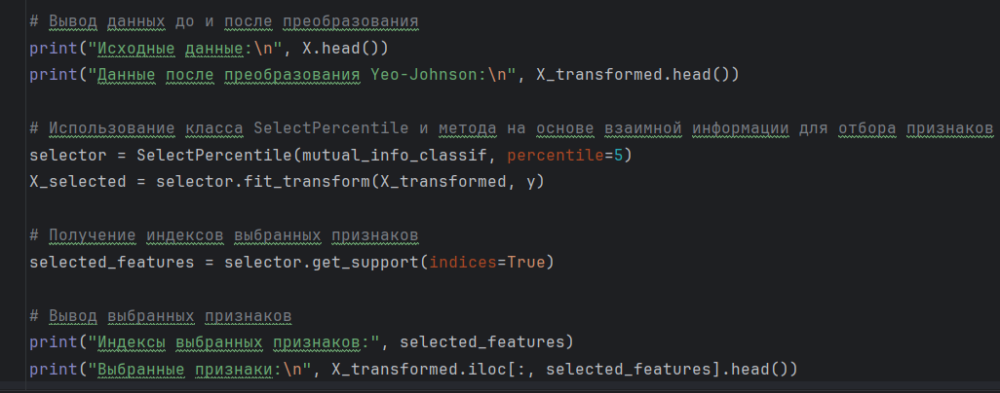 # Вывод данных до и после преобразования
print("Исходные данные:\n", X.head())
print("Данные после преобразования Yeo-Johnson:\n", X_transformed.head())
# Использование класса SelectPercentile и метода на основе взаимной информации для отбора признаков
selector = SelectPercentile(mutual_info_classif, percentile=5)
X_selected = selector.fit_transform(X_transformed, y)
# Получение индексов выбранных признаков
selected_features = selector.get_support(indices=True)
# Вывод выбранных признаков
print("Индексы выбранных признаков:", selected_features)
print("Выбранные признаки:\n", X_transformed.iloc[:, selected_features].head())